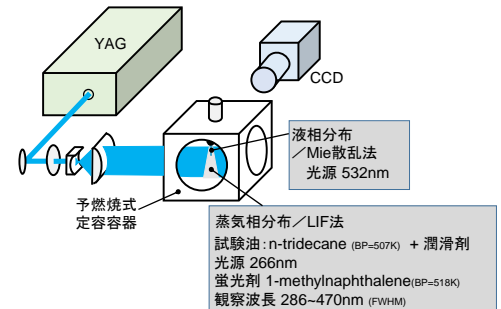 YAG
CCD
液相分布
/Mie散乱法
光源 532nm
予燃焼式
定容容器
蒸気相分布/LIF法
試験油:n-tridecane (BP=507K) + 潤滑剤
光源 266nm
蛍光剤 1-methylnaphthalene(BP=518K)
観察波長 286~470nm (FWHM)